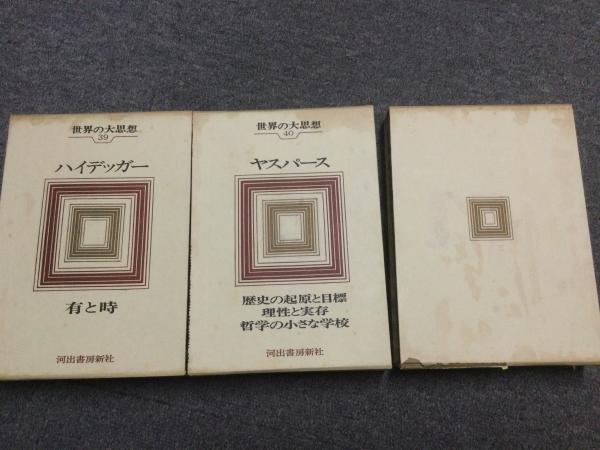 世界の大思想
39
ハイデッガー
有と時
河出書房新社
世界の大思想
40
ヤスパース
歴史の起原と目標
理性と実存
哲学の小さな学校
河出書房新社